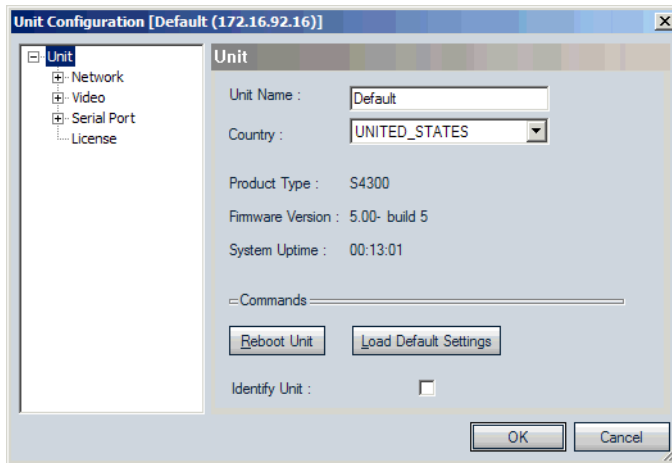 Unit Configuration [Default (172.16.92.16)]
Unit
Network
Video
Serial Port
License
Unit
Unit Name :
Default
Country :
UNITED_STATES
Product Type : S4300
Firmware Version : 5.00- build 5
System Uptime : 00:13:01
Commands
Reboot Unit
Load Default Settings
Identify Unit :
OK
Cancel